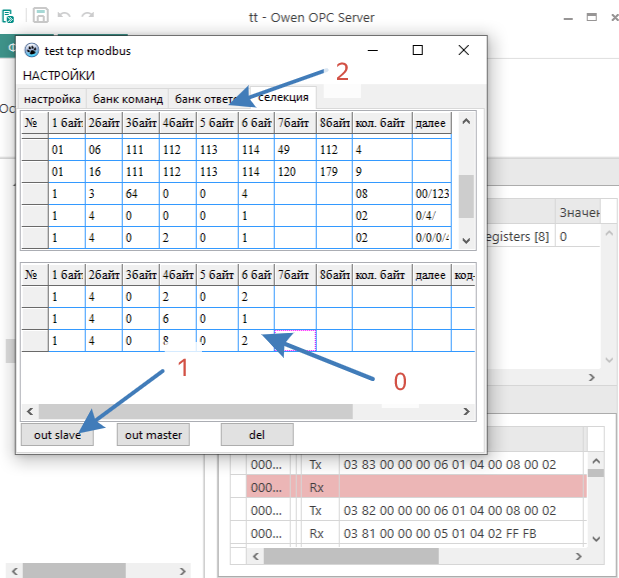 tt - Owen OPC Server
test tcp modbus
НАСТРОЙКИ
2
настройка банк команд банк ответо селекция
№ 1 байт 2байт 3байт 4байт 5 байт 6 байт 7байт 8байт кол. байт далее
01 06 111 112 113 114 49 112 4
01 16 111 112 113 114 120 179 9
1 3 64 0 0 4 08 00/123
1 4 0 0 0 1 02 0/4/
1 4 0 2 0 1 02 0/0/0/4
Значен
egisters [8] 0
№ 1 байт 2байт 3байт 4байт 5 байт 6 байт 7байт 8байт кол. байт далее код-
1 4 0 2 0 2
1 4 0 6 0 1
1 4 0 8 0 2
1
0
out slave out master del
000... Tx 03 83 00 00 00 06 01 04 00 08 00 02
000... Rx
000... Tx 03 82 00 00 00 06 01 04 00 08 00 02
000... Rx 03 81 00 00 00 05 01 04 02 FF FB